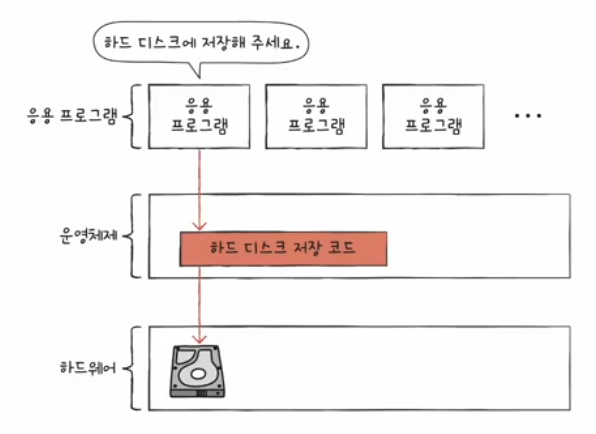 하드 디스크에 저장해 주세요.
응용 프로그램
응용
프로그램
응용
프로그램
응용
프로그램
...
운영체제
하드 디스크 저장 코드
하드웨어